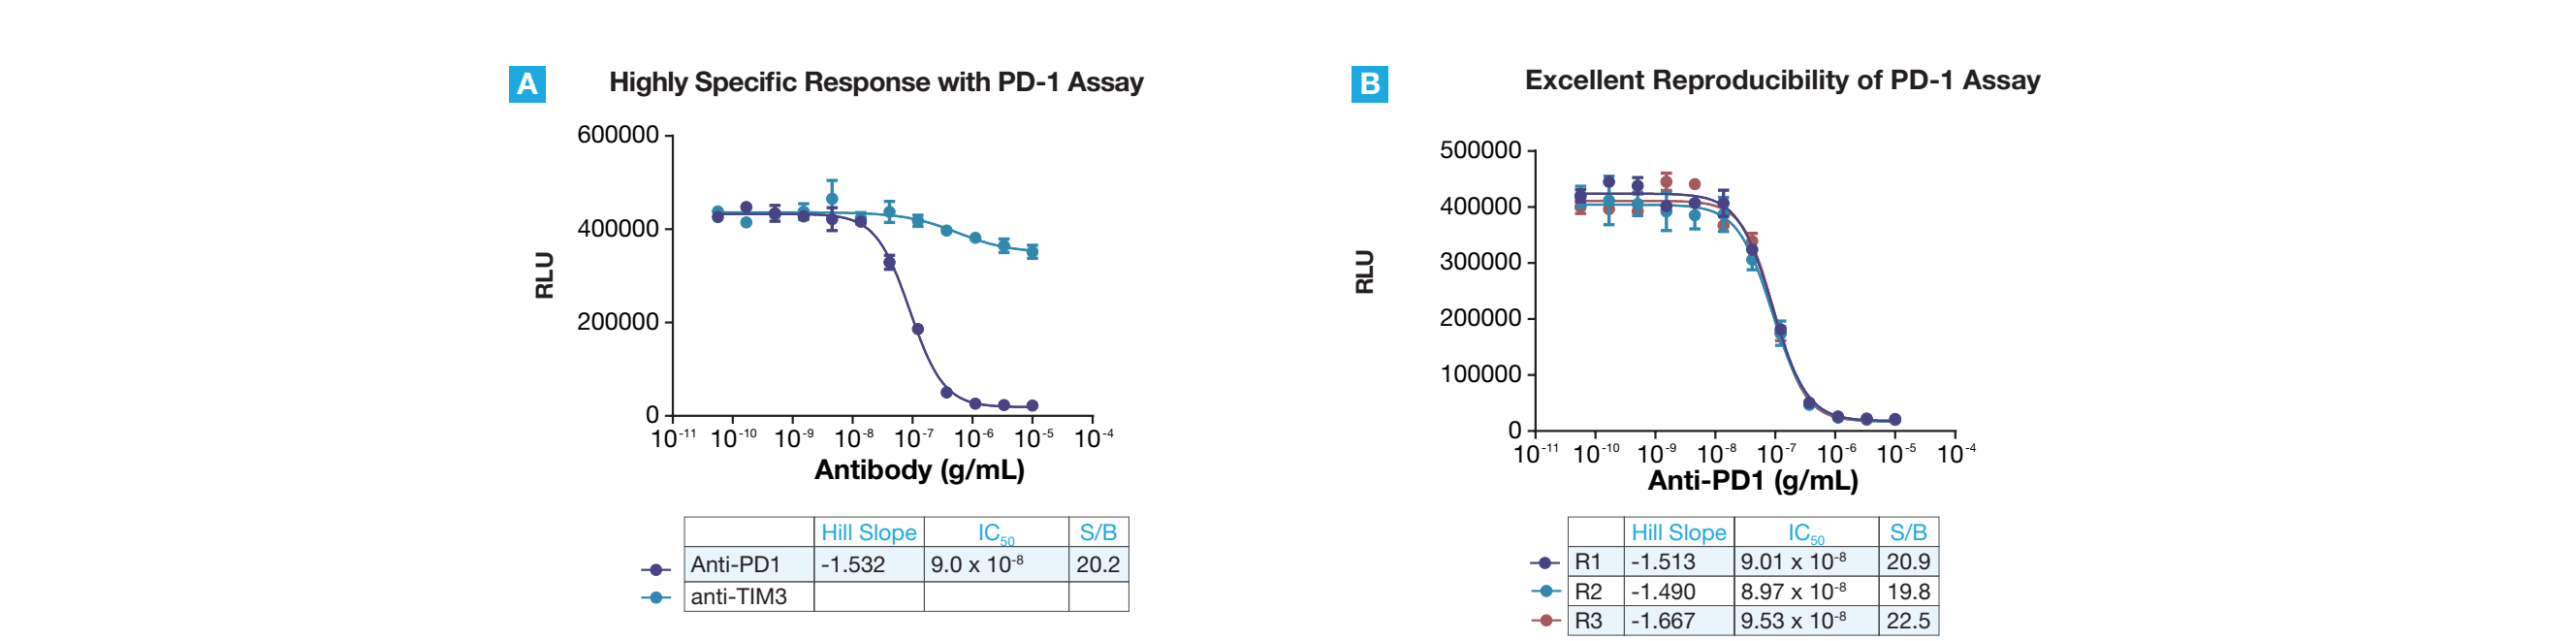 A Highly Specific Response with PD-1 Assay
600000
400000
200000
0
RLU
10-11 10-10 10-9 10-8 10-7 10-6 10-5 10-4
Antibody (g/mL)
Hill Slope IC50 S/B
Anti-PD1 -1.532 9.0 x 10-8 20.2
anti-TIM3
B Excellent Reproducibility of PD-1 Assay
500000
400000
300000
200000
100000
0
RLU
10-11 10-10 10-9 10-8 10-7 10-6 10-5 10-4
Anti-PD1 (g/mL)
Hill Slope IC50 S/B
R1 -1.513 9.01 x 10-8 20.9
R2 -1.490 8.97 x 10-8 19.8
R3 -1.667 9.53 x 10-8 22.5